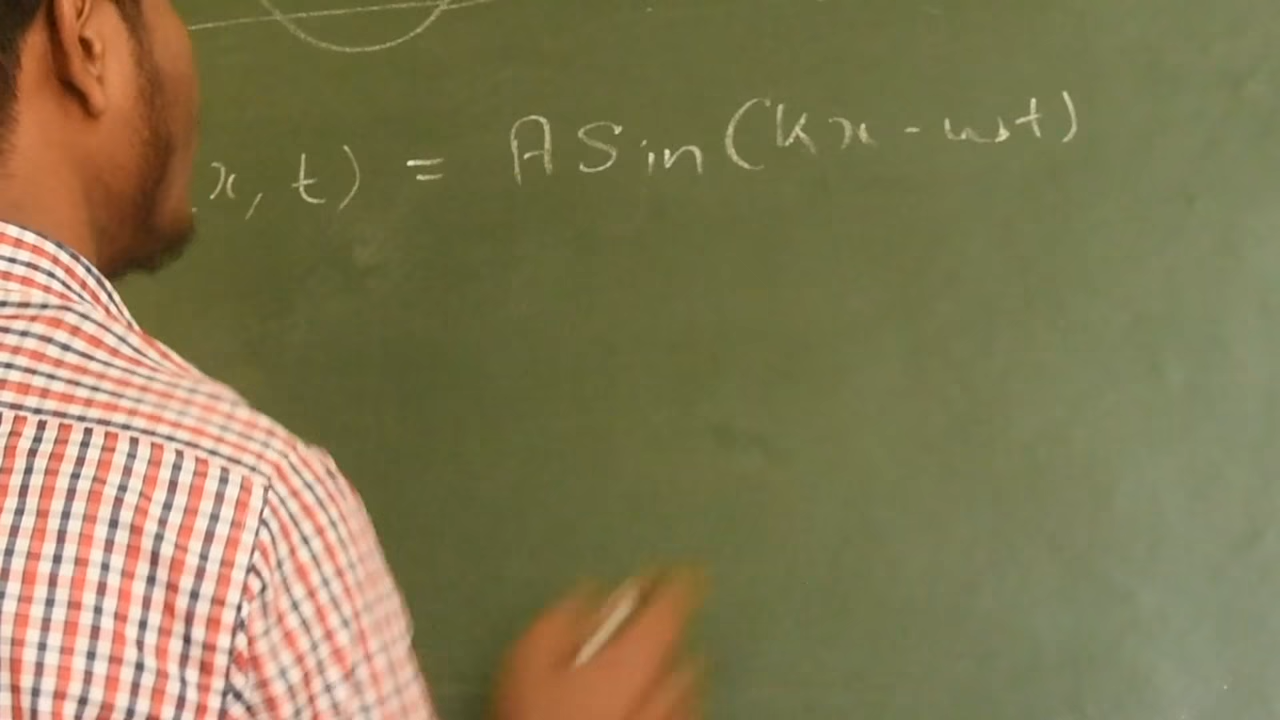 x, t) = A Sin(kx - ωt)